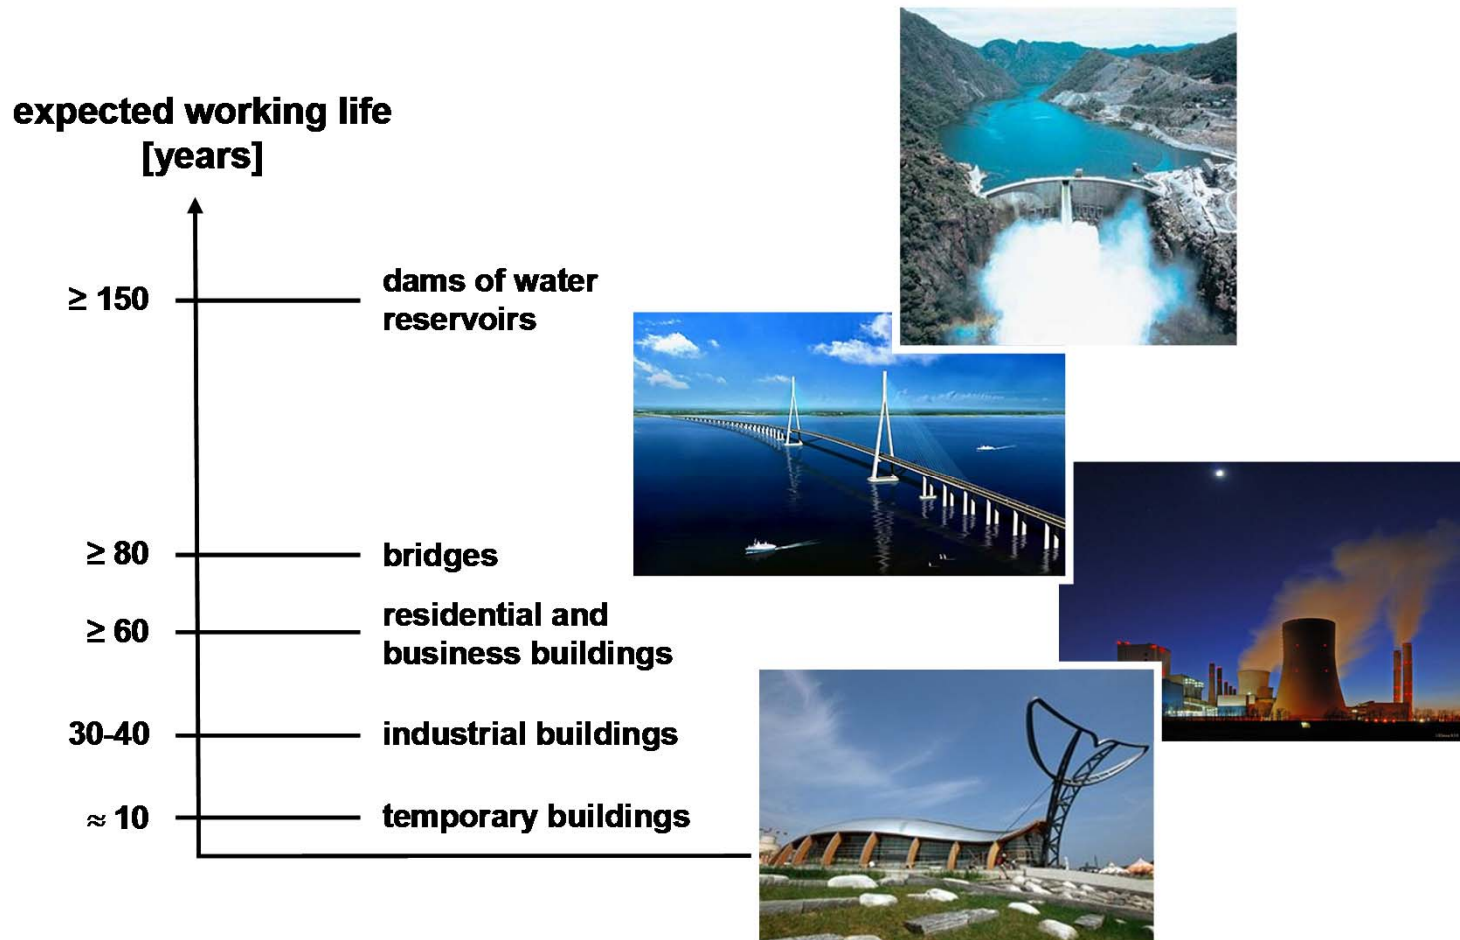 expected working life
[years]
≥ 150
dams of water
reservoirs
≥ 80
bridges
≥ 60
residential and
business buildings
30-40
industrial buildings
≈ 10
temporary buildings